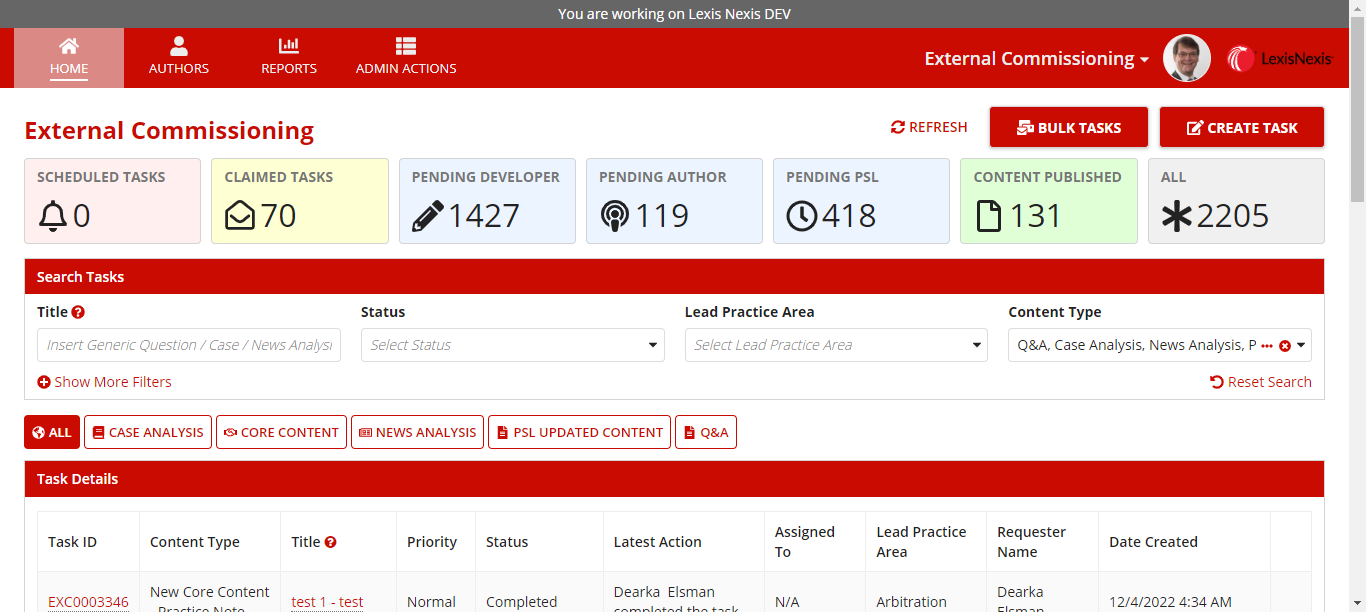 You are working on Lexis Nexis DEV
HOME
AUTHORS
REPORTS
ADMIN ACTIONS
External Commissioning
LexisNexis
External Commissioning
REFRESH
BULK TASKS
CREATE TASK
SCHEDULED TASKS
0
CLAIMED TASKS
70
PENDING DEVELOPER
1427
PENDING AUTHOR
119
PENDING PSL
418
CONTENT PUBLISHED
131
ALL
2205
Search Tasks
Title
Status
Lead Practice Area
Content Type
Insert Generic Question / Case / News Analysi
Select Status
Select Lead Practice Area
Q&A, Case Analysis, News Analysis, P
Show More Filters
Reset Search
ALL
CASE ANALYSIS
CORE CONTENT
NEWS ANALYSIS
PSL UPDATED CONTENT
Q&A
Task Details
Task ID
Content Type
Title
Priority
Status
Latest Action
Assigned
To
Lead Practice
Area
Requester
Name
Date Created
EXC0003346
New Core Content
- Practice Note
test 1 - test
Normal
Completed
Dearka Elsman
completed the task
N/A
Arbitration
Dearka
Elsman
12/4/2022 4:34 AM